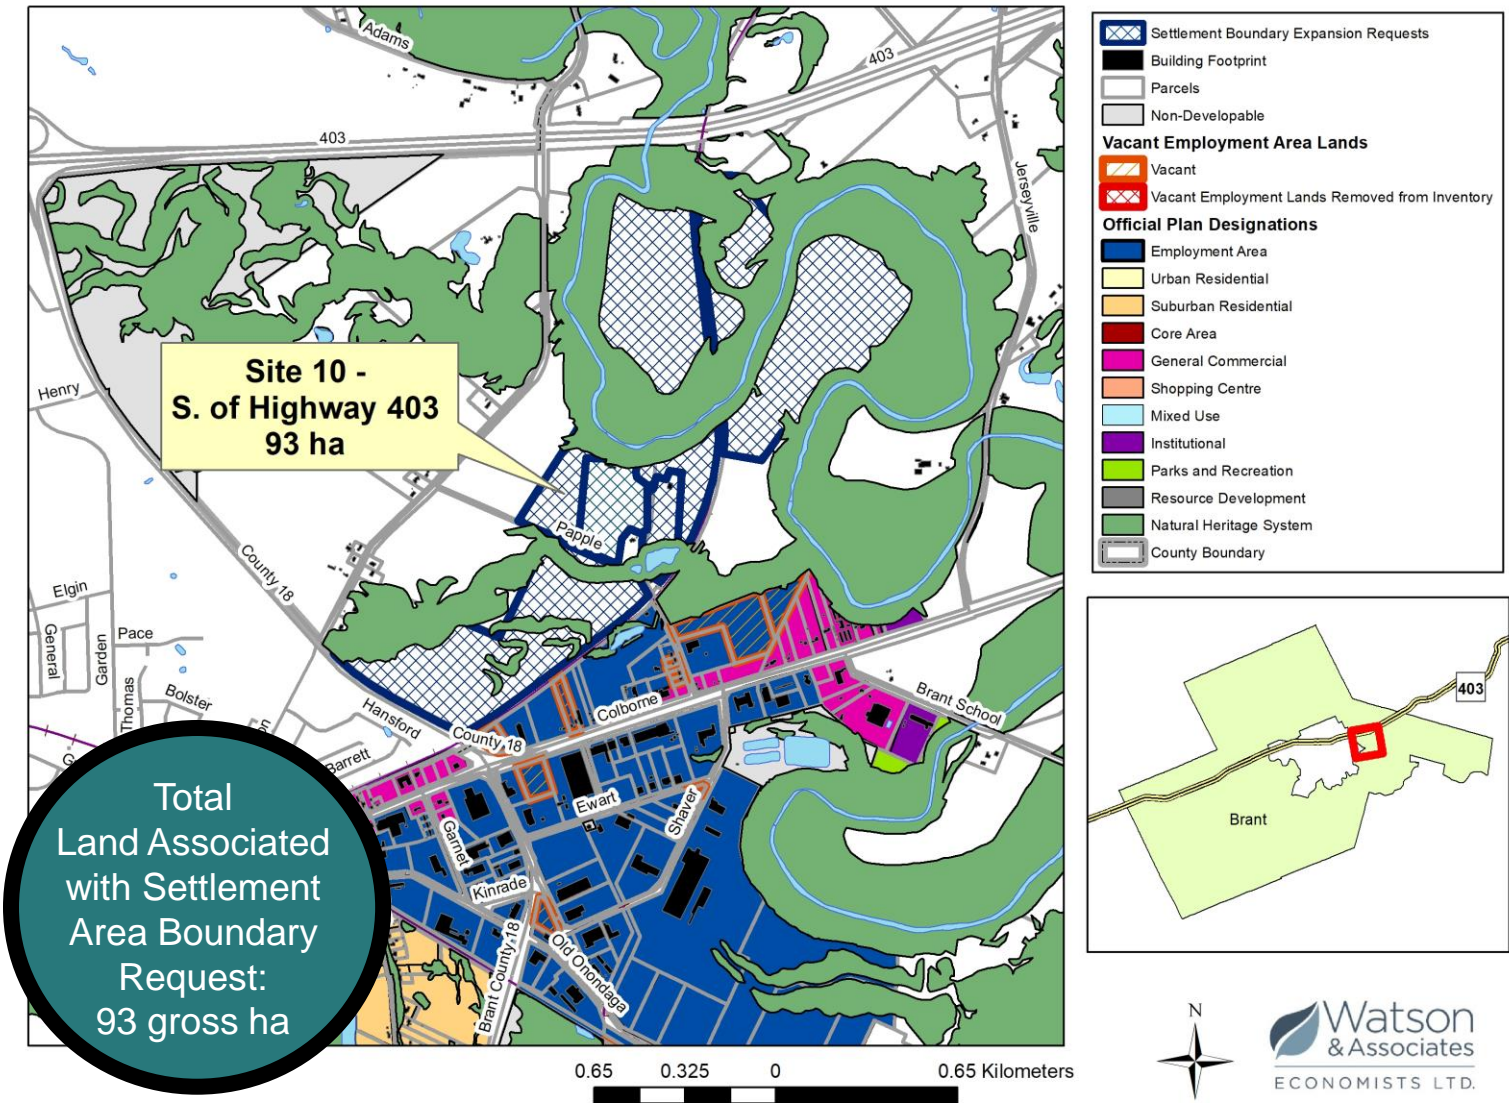 Adams
403
403
Jerseyville
Site 10 -
S. of Highway 403
93 ha
Henry
Papple
County 18
Elgin
General
Garden
Pace
Thomas
Bolster
Hansford
Barrett
County 18
Colborne
Brant School
Ewart
Shaver
Garnet
Kinrade
Old Onondaga
Brant County 18
Total
Land Associated
with Settlement
Area Boundary
Request:
93 gross ha
0.65 0.325 0 0.65 Kilometers
Settlement Boundary Expansion Requests
Building Footprint
Parcels
Non-Developable
Vacant Employment Area Lands
Vacant
Vacant Employment Lands Removed from Inventory
Official Plan Designations
Employment Area
Urban Residential
Suburban Residential
Core Area
General Commercial
Shopping Centre
Mixed Use
Institutional
Parks and Recreation
Resource Development
Natural Heritage System
County Boundary
403
Brant
N
Watson
& Associates
ECONOMISTS LTD.